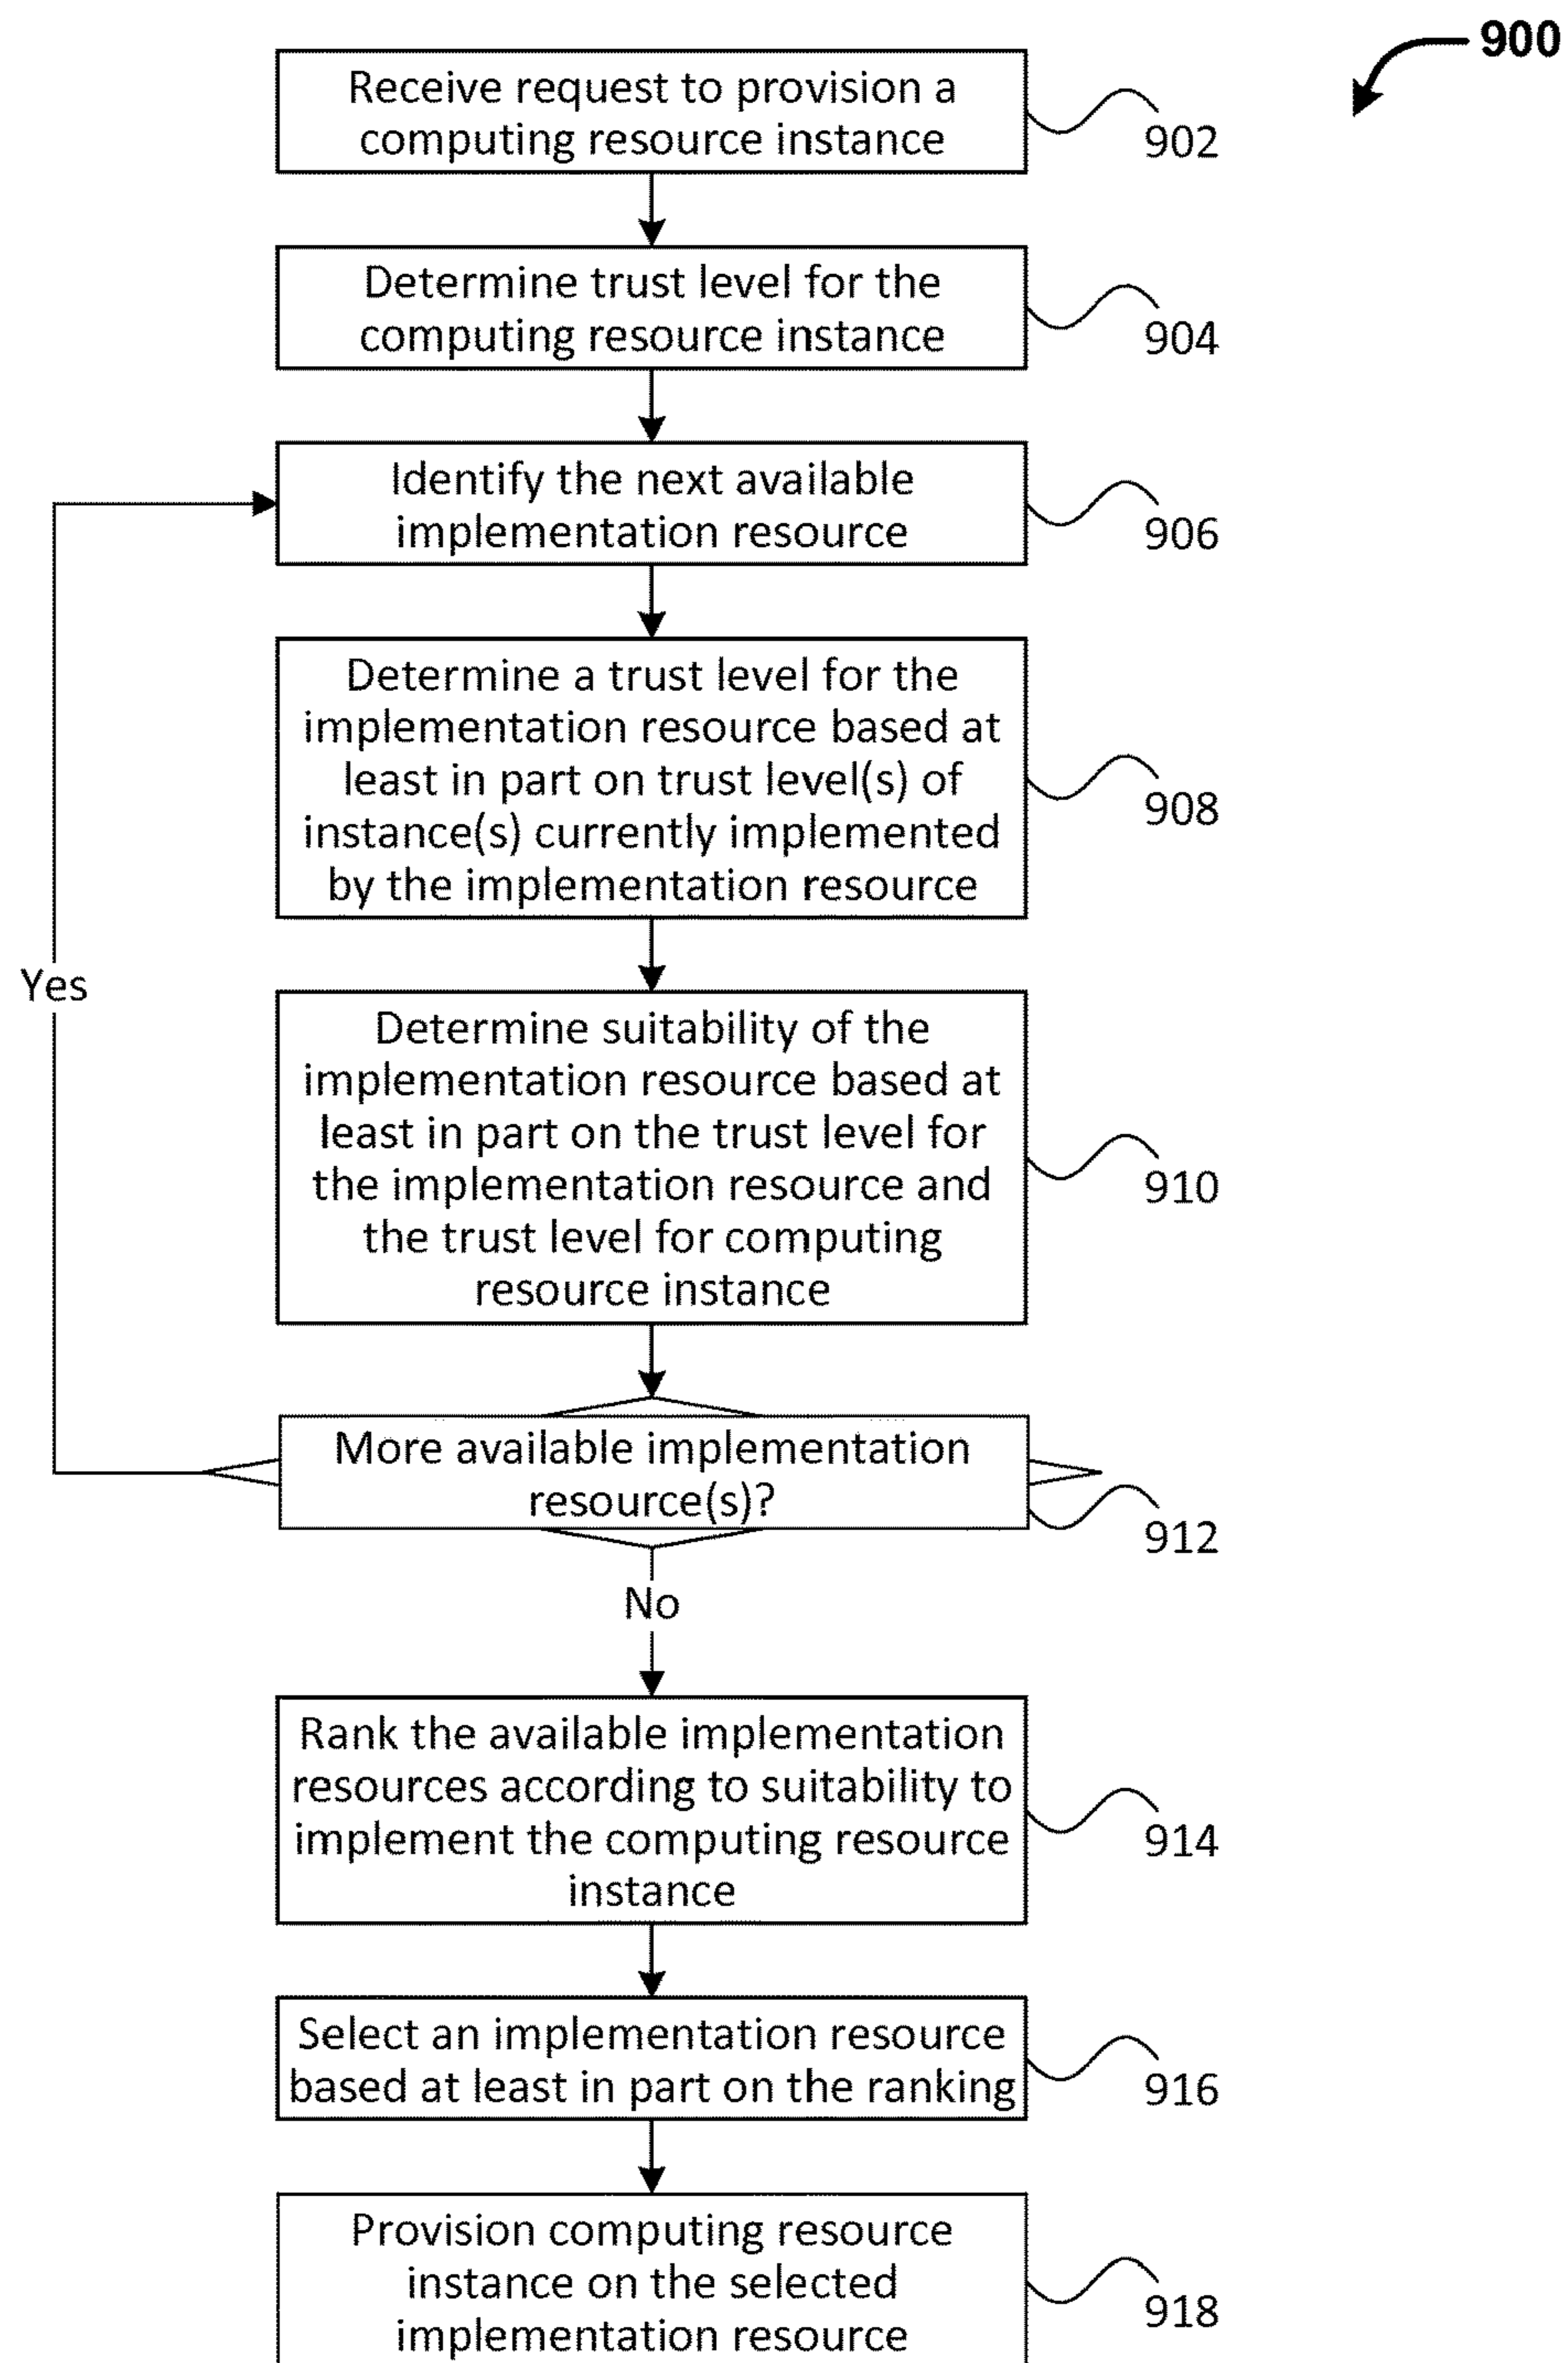 900
Receive request to provision a
computing resource instance
902
Determine trust level for the
computing resource instance
904
Identify the next available
implementation resource
906
Determine a trust level for the
implementation resource based at
least in part on trust level(s) of
instance(s) currently implemented
by the implementation resource
908
Yes
Determine suitability of the
implementation resource based at
least in part on the trust level for
the implementation resource and
the trust level for computing
resource instance
910
More available implementation
resource(s)?
912
No
Rank the available implementation
resources according to suitability to
implement the computing resource
instance
914
Select an implementation resource
based at least in part on the ranking
916
Provision computing resource
instance on the selected
implementation resource
918